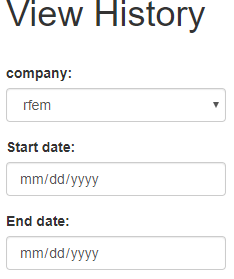 View History
company:
rfem
Start date:
mm/dd/yyyy
End date:
mm/dd/yyyy